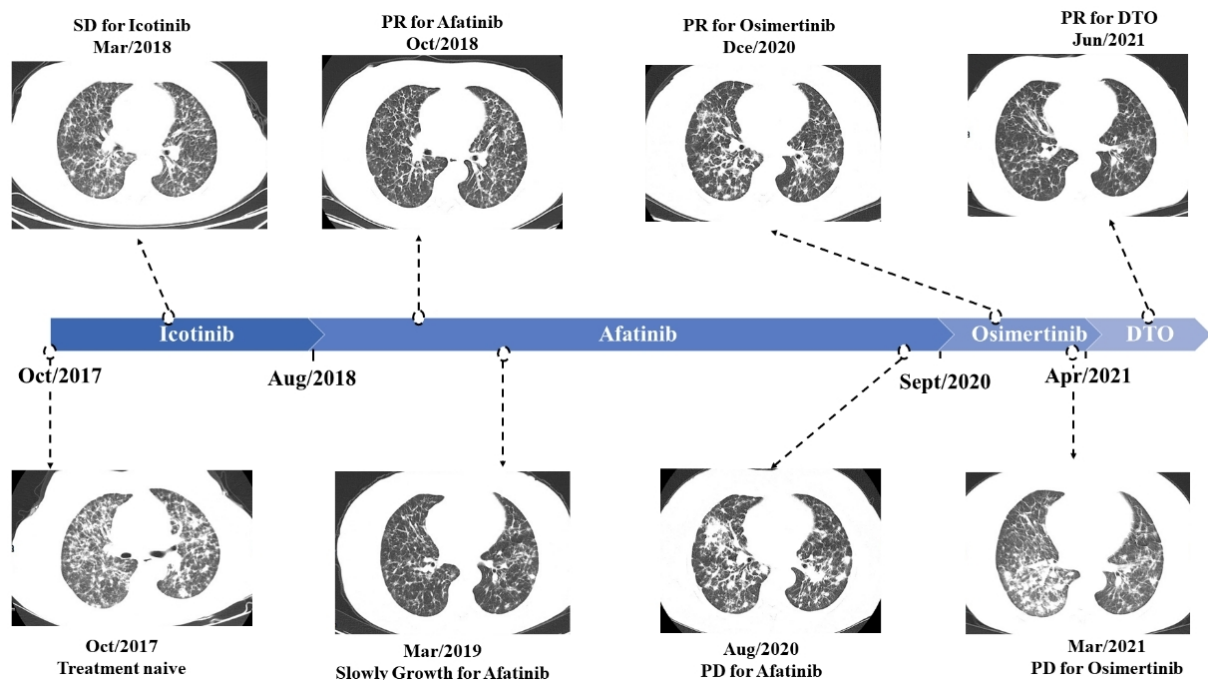 SD for Icotinib
Mar/2018
PR for Afatinib
Oct/2018
PR for Osimertinib
Dce/2020
PR for DTO
Jun/2021
Icotinib
Afatinib
Osimertinib
DTO
Oct/2017
Aug/2018
Sept/2020
Apr/2021
Oct/2017
Treatment naive
Mar/2019
Slowly Growth for Afatinib
Aug/2020
PD for Afatinib
Mar/2021
PD for Osimertinib